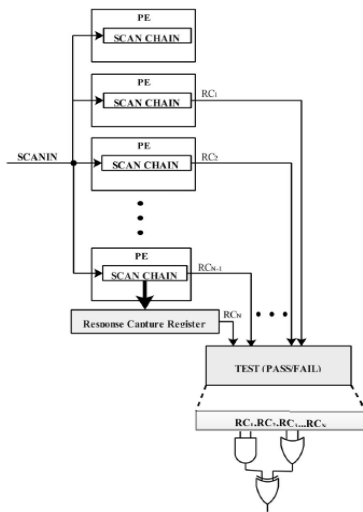 PE
SCAN CHAIN
PE
SCAN CHAIN
RC1
PE
SCAN CHAIN
RC2
SCANIN
PE
SCAN CHAIN
RCN-1
Response Capture Register
RCN
TEST (PASS/FAIL)
RC1.RC2.RC3...RCN